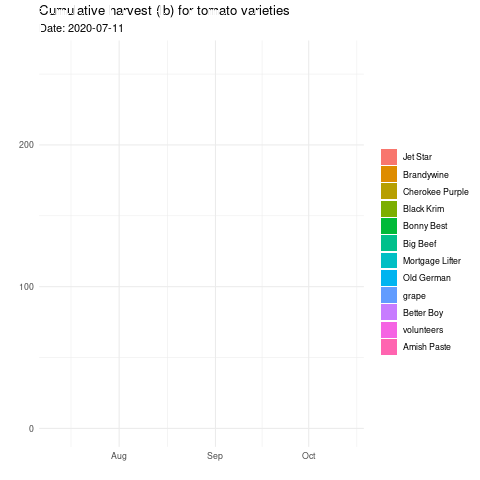 Cumulative harvest (lb) for tomato varieties
Date: 2020-07-11
200
100
0
Aug Sep Oct
Jet Star
Brandywine
Cherokee Purple
Black Krim
Bonny Best
Big Beef
Mortgage Lifter
Old German
grape
Better Boy
volunteers
Amish Paste